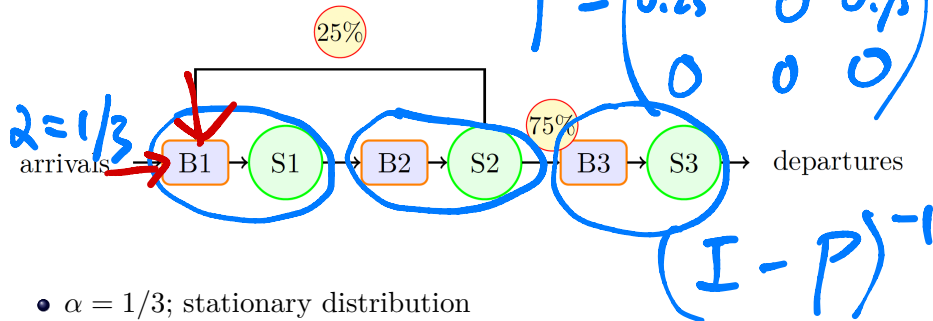 0.25 0 0.75
25%
P =
0 0 0
2 = 1/3
75%
arrivals B1 S1 B2 S2 B3 S3 departures
(I - P)⁻¹
• α = 1/3; stationary distribution